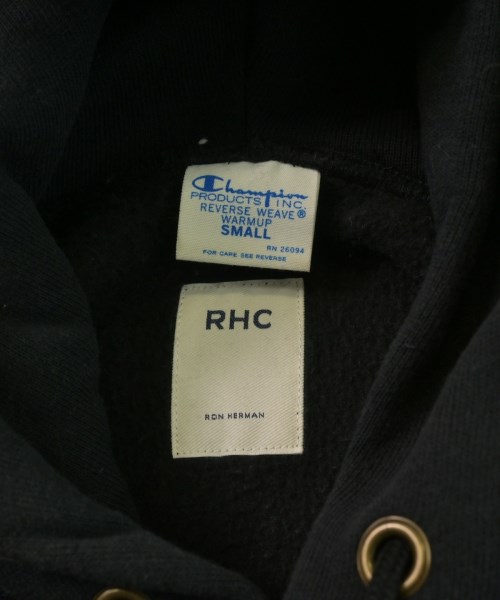 Champion
PRODUCTS INC.
REVERSE WEAVE®
WARMUP
SMALL
RN 26094
FOR CARE SEE REVERSE
RHC
RON HERMAN